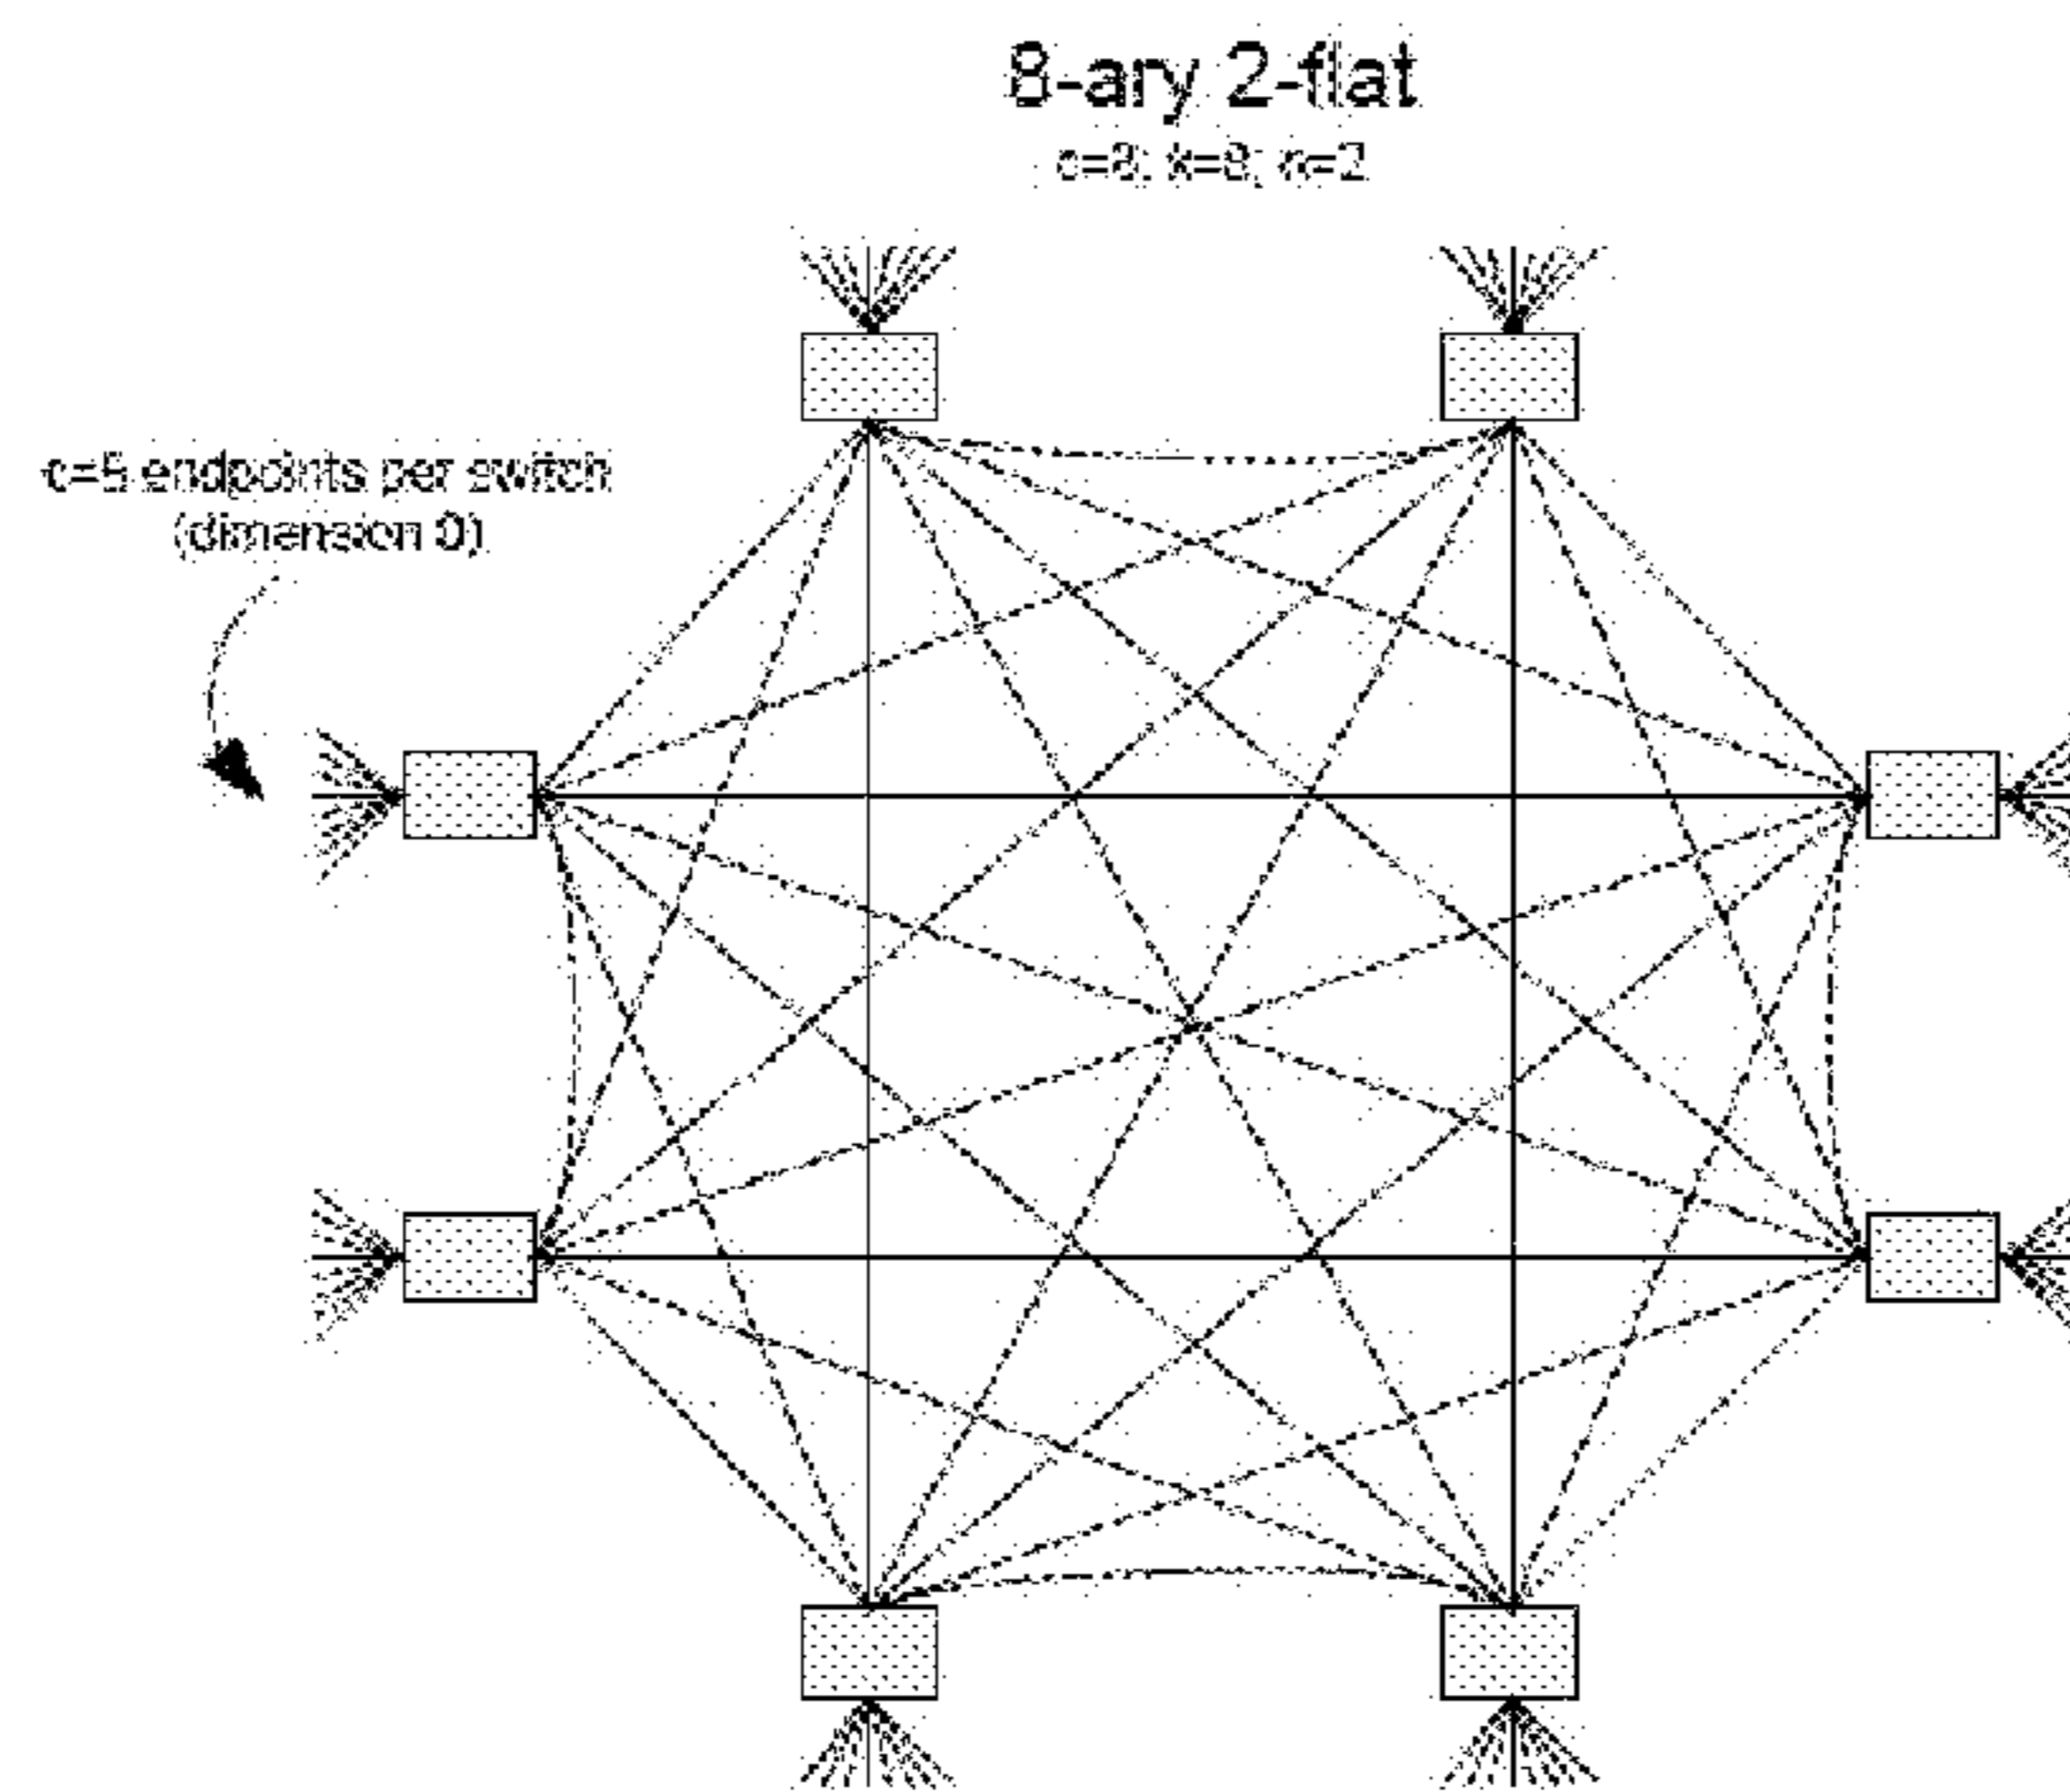 8-ary 2-flat
c=8; k=8; n=2
c=8 endpoints per switch
(dimension 0)